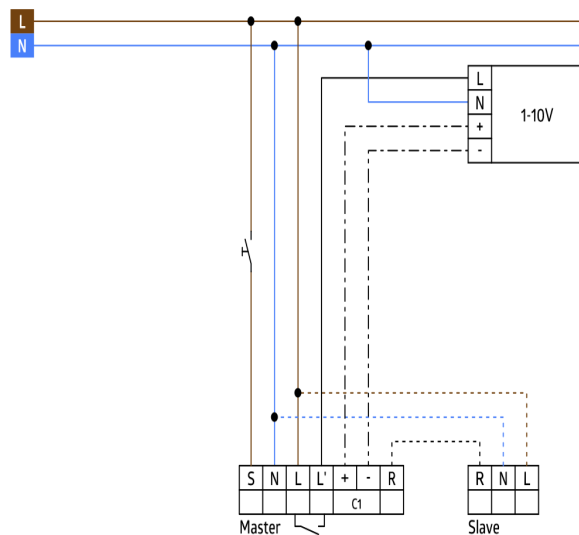 L
N
L
N
1-10V
+
-
S N L L' + - R
R N L
C1
Master
Slave